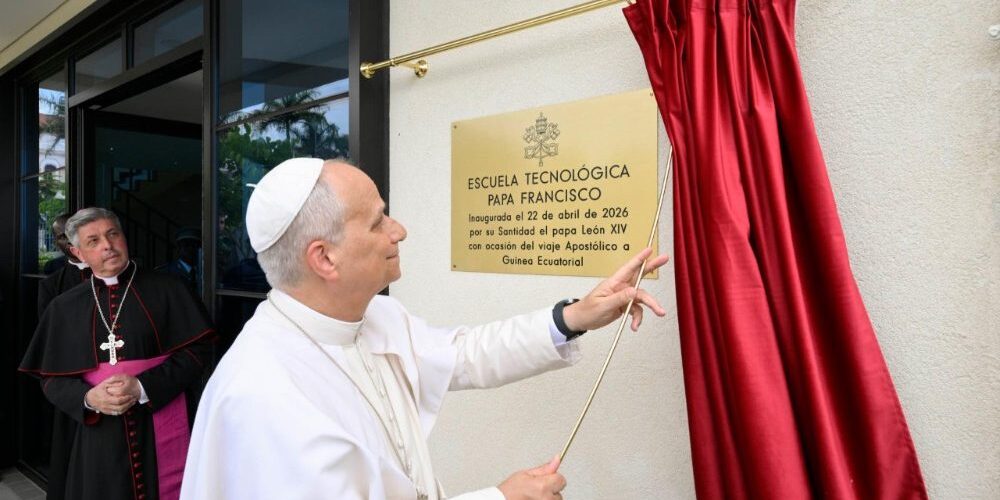 ESCUELA TECNOLÓGICA
PAPA FRANCISCO
Inaugurada el 22 de abril de 2026
por su Santidad el papa León XIV
con ocasión del viaje Apostólico a
Guinea Ecuatorial